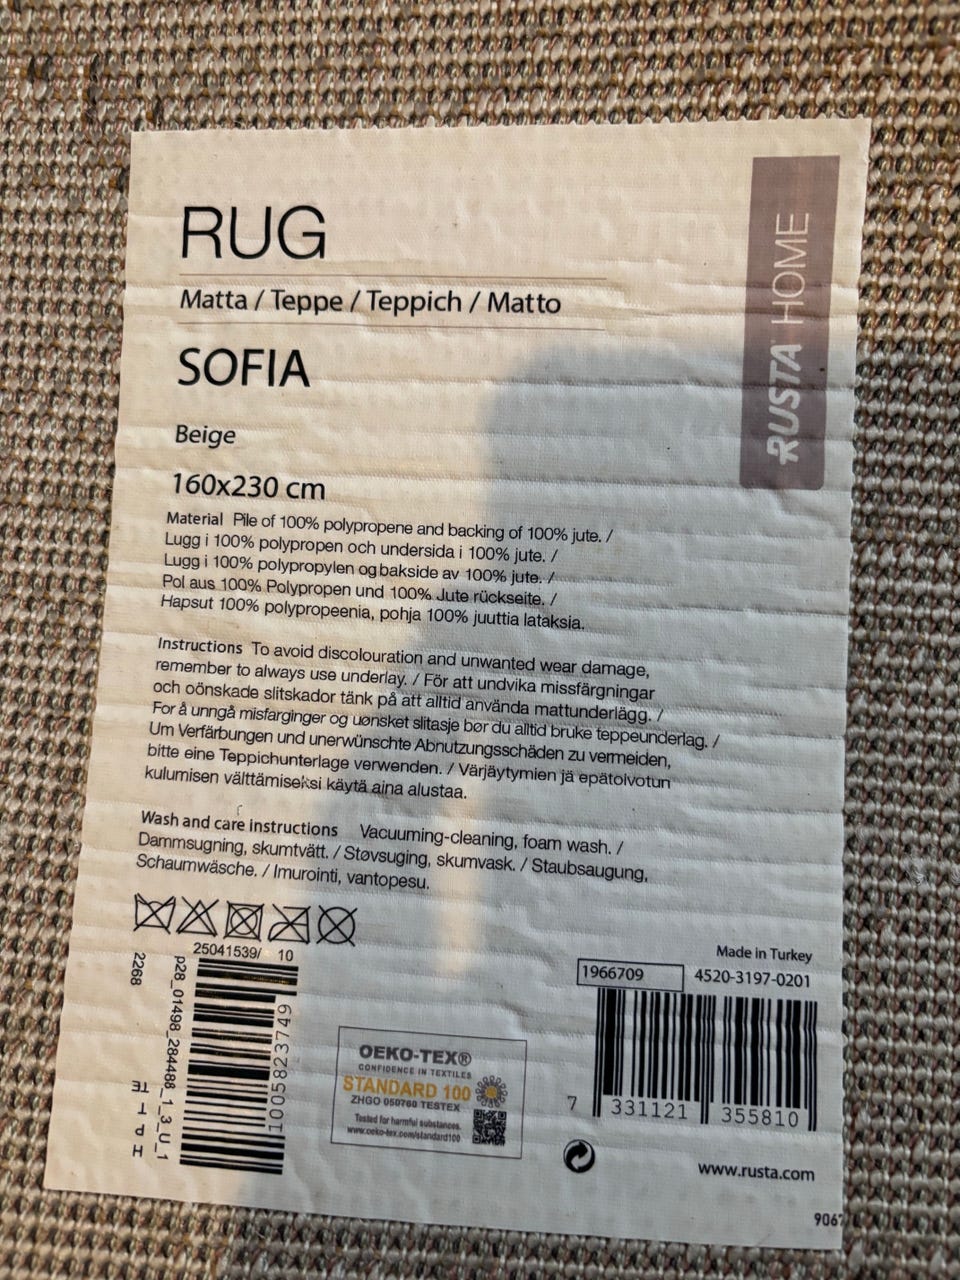 RUG
Matta / Teppe / Teppich / Matto
SOFIA
Beige
160x230 cm
RUSTA HOME
Material Pile of 100% polypropene and backing of 100% jute. /
Lugg i 100% polypropen och undersida i 100% jute. /
Lugg i 100% polypropylen og bakside av 100% jute. /
Pol aus 100% Polypropen und 100% Jute rückseite. /
Hapsut 100% polypropeenia, pohja 100% juuttia lataksia.
Instructions To avoid discolouration and unwanted wear damage,
remember to always use underlay. / För att undvika missfärgningar
och oönskade slitskador tänk på att alltid använda mattunderlägg. /
For å unngå misfarginger og uønsket slitasje bør du alltid bruke teppeunderlag. /
Um Verfärbungen und unerwünschte Abnutzungsschäden zu vermeiden,
bitte eine Teppichunterlage verwenden. / Värjäytymien jä epätoivotun
kulumisen välttämiseksi käytä aina alustaa.
Wash and care instructions Vacuuming-cleaning, foam wash. /
Dammsugning, skumtvätt. / Støvsuging, skumvask. / Staubsaugung,
Schaumwäsche. / Imurointi, vantopesu.
25041539/ 10
2268
p28_01498_284488_1_3_U_1
1005823749
OEKO-TEX®
CONFIDENCE IN TEXTILES
STANDARD 100
ZHGO 050760 TESTEX
Tested for harmful substances.
www.oeko-tex.com/standard100
Made in Turkey
1966709 4520-3197-0201
7 331121 355810
www.rusta.com
9067